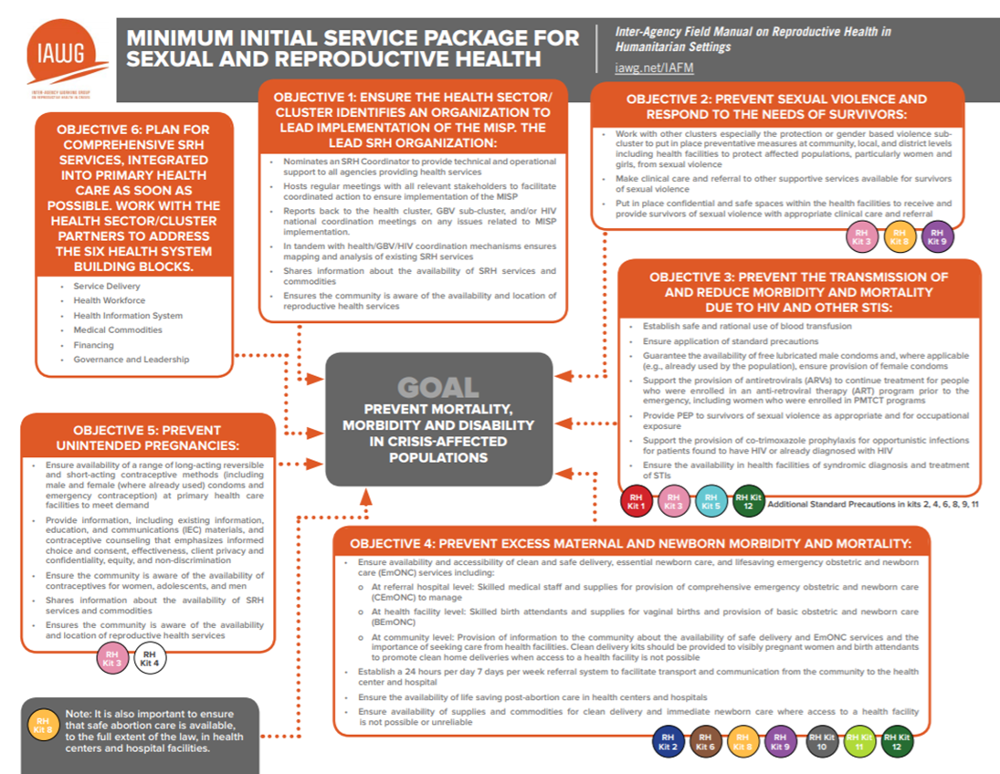 IAWG
INTER-AGENCY WORKING GROUP
ON REPRODUCTIVE HEALTH IN CRISES
MINIMUM INITIAL SERVICE PACKAGE FOR
SEXUAL AND REPRODUCTIVE HEALTH
Inter-Agency Field Manual on Reproductive Health in
Humanitarian Settings
iawg.net/IAFM
OBJECTIVE 1: ENSURE THE HEALTH SECTOR/
CLUSTER IDENTIFIES AN ORGANIZATION TO
LEAD IMPLEMENTATION OF THE MISP. THE
LEAD SRH ORGANIZATION:
• Nominates an SRH Coordinator to provide technical and operational
support to all agencies providing health services
• Hosts regular meetings with all relevant stakeholders to facilitate
coordinated action to ensure implementation of the MISP
• Reports back to the health cluster, GBV sub-cluster, and/or HIV
national coordination meetings on any issues related to MISP
implementation.
• In tandem with health/GBV/HIV coordination mechanisms ensures
mapping and analysis of existing SRH services
• Shares information about the availability of SRH services and
commodities
• Ensures the community is aware of the availability and location of
reproductive health services
OBJECTIVE 2: PREVENT SEXUAL VIOLENCE AND
RESPOND TO THE NEEDS OF SURVIVORS:
• Work with other clusters especially the protection or gender based violence sub-
cluster to put in place preventative measures at community, local, and district levels
including health facilities to protect affected populations, particularly women and
girls, from sexual violence
• Make clinical care and referral to other supportive services available for survivors
of sexual violence
• Put in place confidential and safe spaces within the health facilities to receive and
provide survivors of sexual violence with appropriate clinical care and referral
RH
Kit 3
RH
Kit 8
RH
Kit 9
OBJECTIVE 3: PREVENT THE TRANSMISSION OF
AND REDUCE MORBIDITY AND MORTALITY
DUE TO HIV AND OTHER STIS:
• Establish safe and rational use of blood transfusion
• Ensure application of standard precautions
• Guarantee the availability of free lubricated male condoms and, where applicable
(e.g., already used by the population), ensure provision of female condoms
• Support the provision of antiretrovirals (ARVs) to continue treatment for people
who were enrolled in an anti-retroviral therapy (ART) program prior to the
emergency, including women who were enrolled in PMTCT programs
• Provide PEP to survivors of sexual violence as appropriate and for occupational
exposure
• Support the provision of co-trimoxazole prophylaxis for opportunistic infections
for patients found to have HIV or already diagnosed with HIV
• Ensure the availability in health facilities of syndromic diagnosis and treatment
of STIs
RH
Kit 1
RH
Kit 3
RH
Kit 5
RH Kit
12
Additional Standard Precautions in kits 2, 4, 6, 8, 9, 11
OBJECTIVE 4: PREVENT EXCESS MATERNAL AND NEWBORN MORBIDITY AND MORTALITY:
• Ensure availability and accessibility of clean and safe delivery, essential newborn care, and lifesaving emergency obstetric and newborn
care (EmONC) services including:
o At referral hospital level: Skilled medical staff and supplies for provision of comprehensive emergency obstetric and newborn care
(CEmONC) to manage
o At health facility level: Skilled birth attendants and supplies for vaginal births and provision of basic obstetric and newborn care
(BEmONC)
o At community level: Provision of information to the community about the availability of safe delivery and EmONC services and the
importance of seeking care from health facilities. Clean delivery kits should be provided to visibly pregnant women and birth attendants
to promote clean home deliveries when access to a health facility is not possible
• Establish a 24 hours per day 7 days per week referral system to facilitate transport and communication from the community to the health
center and hospital
• Ensure the availability of life saving post-abortion care in health centers and hospitals
• Ensure availability of supplies and commodities for clean delivery and immediate newborn care where access to a health facility
is not possible or unreliable
RH
Kit 2
RH
Kit 6
RH
Kit 8
RH
Kit 9
RH Kit
10
RH Kit
11
RH Kit
12
OBJECTIVE 5: PREVENT
UNINTENDED PREGNANCIES:
• Ensure availability of a range of long-acting reversible
and short-acting contraceptive methods (including
male and female (where already used) condoms and
emergency contraception) at primary health care
facilities to meet demand
• Provide information, including existing information,
education, and communications (IEC) materials, and
contraceptive counseling that emphasizes informed
choice and consent, effectiveness, client privacy and
confidentiality, equity, and non-discrimination
• Ensure the community is aware of the availability of
contraceptives for women, adolescents, and men
• Shares information about the availability of SRH
services and commodities
• Ensures the community is aware of the availability
and location of reproductive health services
RH
Kit 3
RH
Kit 4
OBJECTIVE 6: PLAN FOR
COMPREHENSIVE SRH
SERVICES, INTEGRATED
INTO PRIMARY HEALTH
CARE AS SOON AS
POSSIBLE. WORK WITH THE
HEALTH SECTOR/CLUSTER
PARTNERS TO ADDRESS
THE SIX HEALTH SYSTEM
BUILDING BLOCKS.
• Service Delivery
• Health Workforce
• Health Information System
• Medical Commodities
• Financing
• Governance and Leadership
GOAL
PREVENT MORTALITY,
MORBIDITY AND DISABILITY
IN CRISIS-AFFECTED
POPULATIONS
RH
Kit 8
Note: It is also important to ensure
that safe abortion care is available,
to the full extent of the law, in health
centers and hospital facilities.